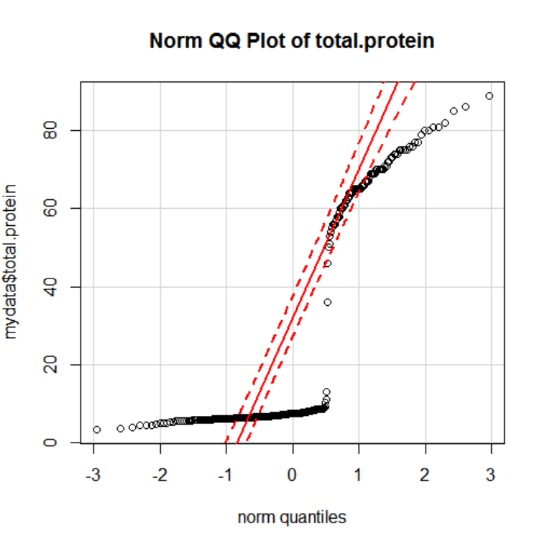 Norm QQ Plot of total.protein
mydata$total.protein
80
60
40
20
0
-3 -2 -1 0 1 2 3
norm quantiles